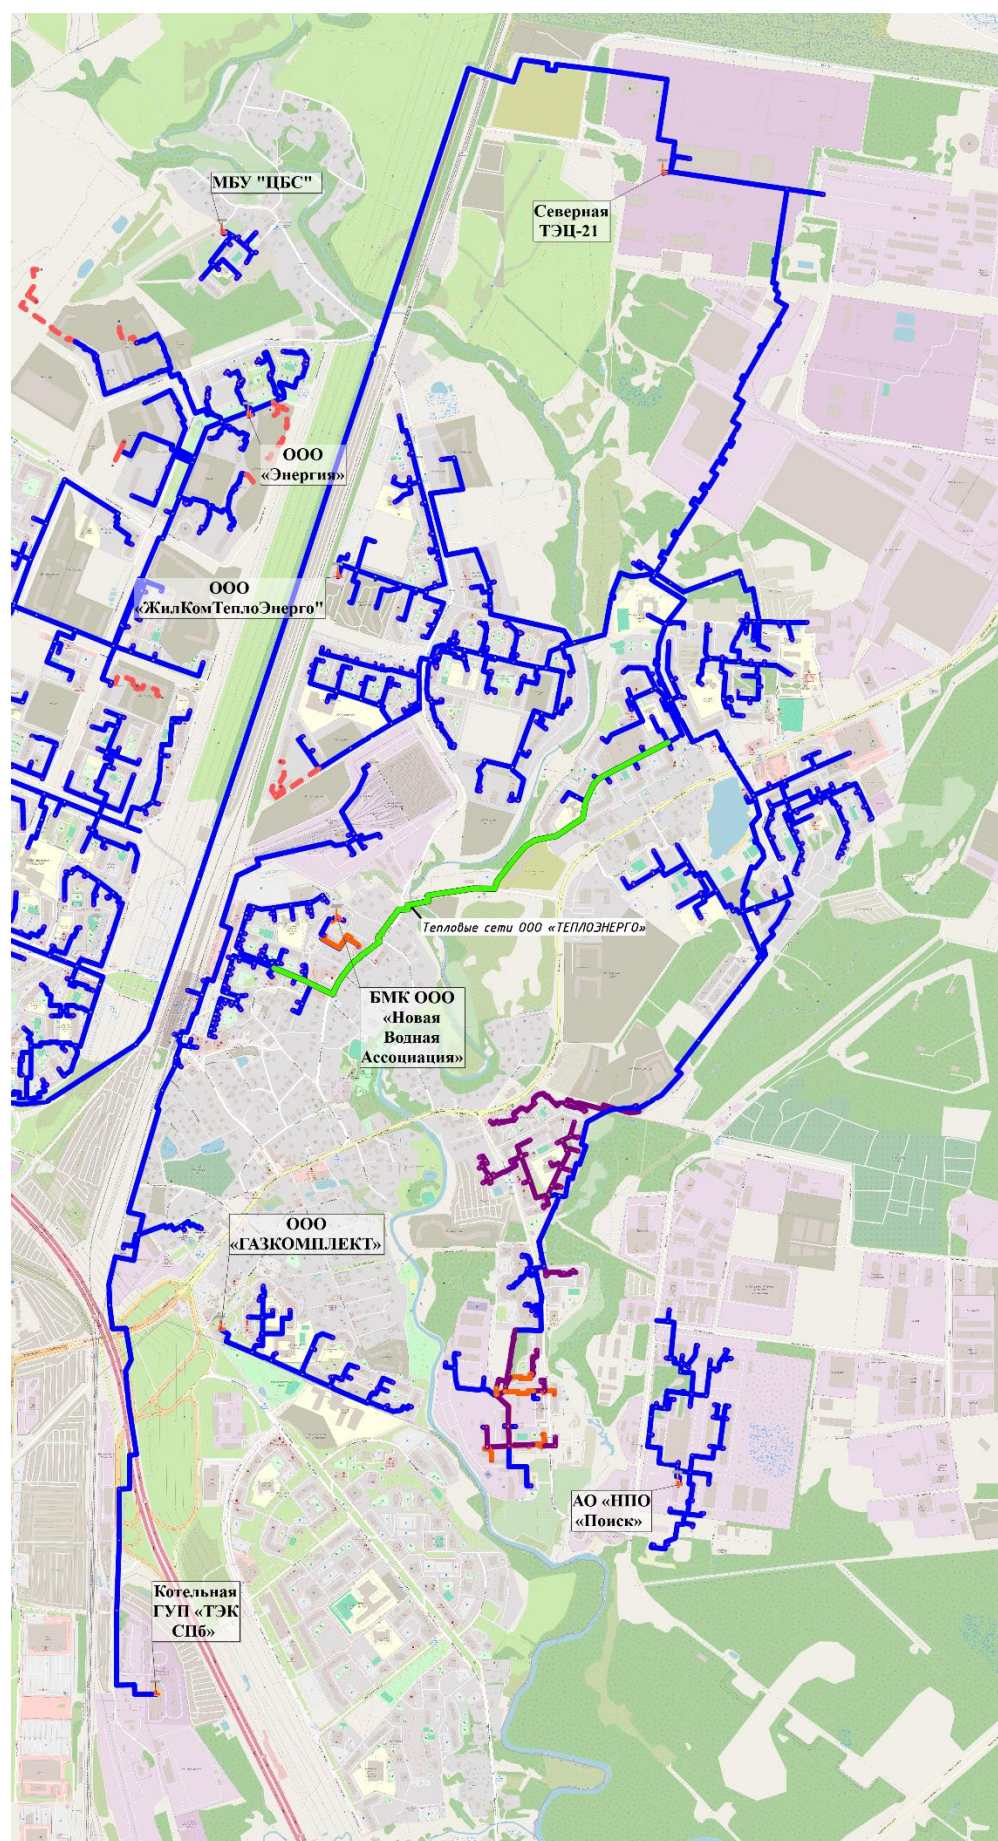 МБУ "ЦБС"
Северная
ТЭЦ-21
ООО
«Энергия»
ООО
«ЖилКомТеплоЭнерго"
Тепловые сети ООО «ТЕПЛОЭНЕРГО»
БМК ООО
«Новая
Водная
Ассоциация»
ООО
«ГАЗКОМПЛЕКТ»
АО «НПО
«Поиск»
Котельная
ГУП «ТЭК
СПб»